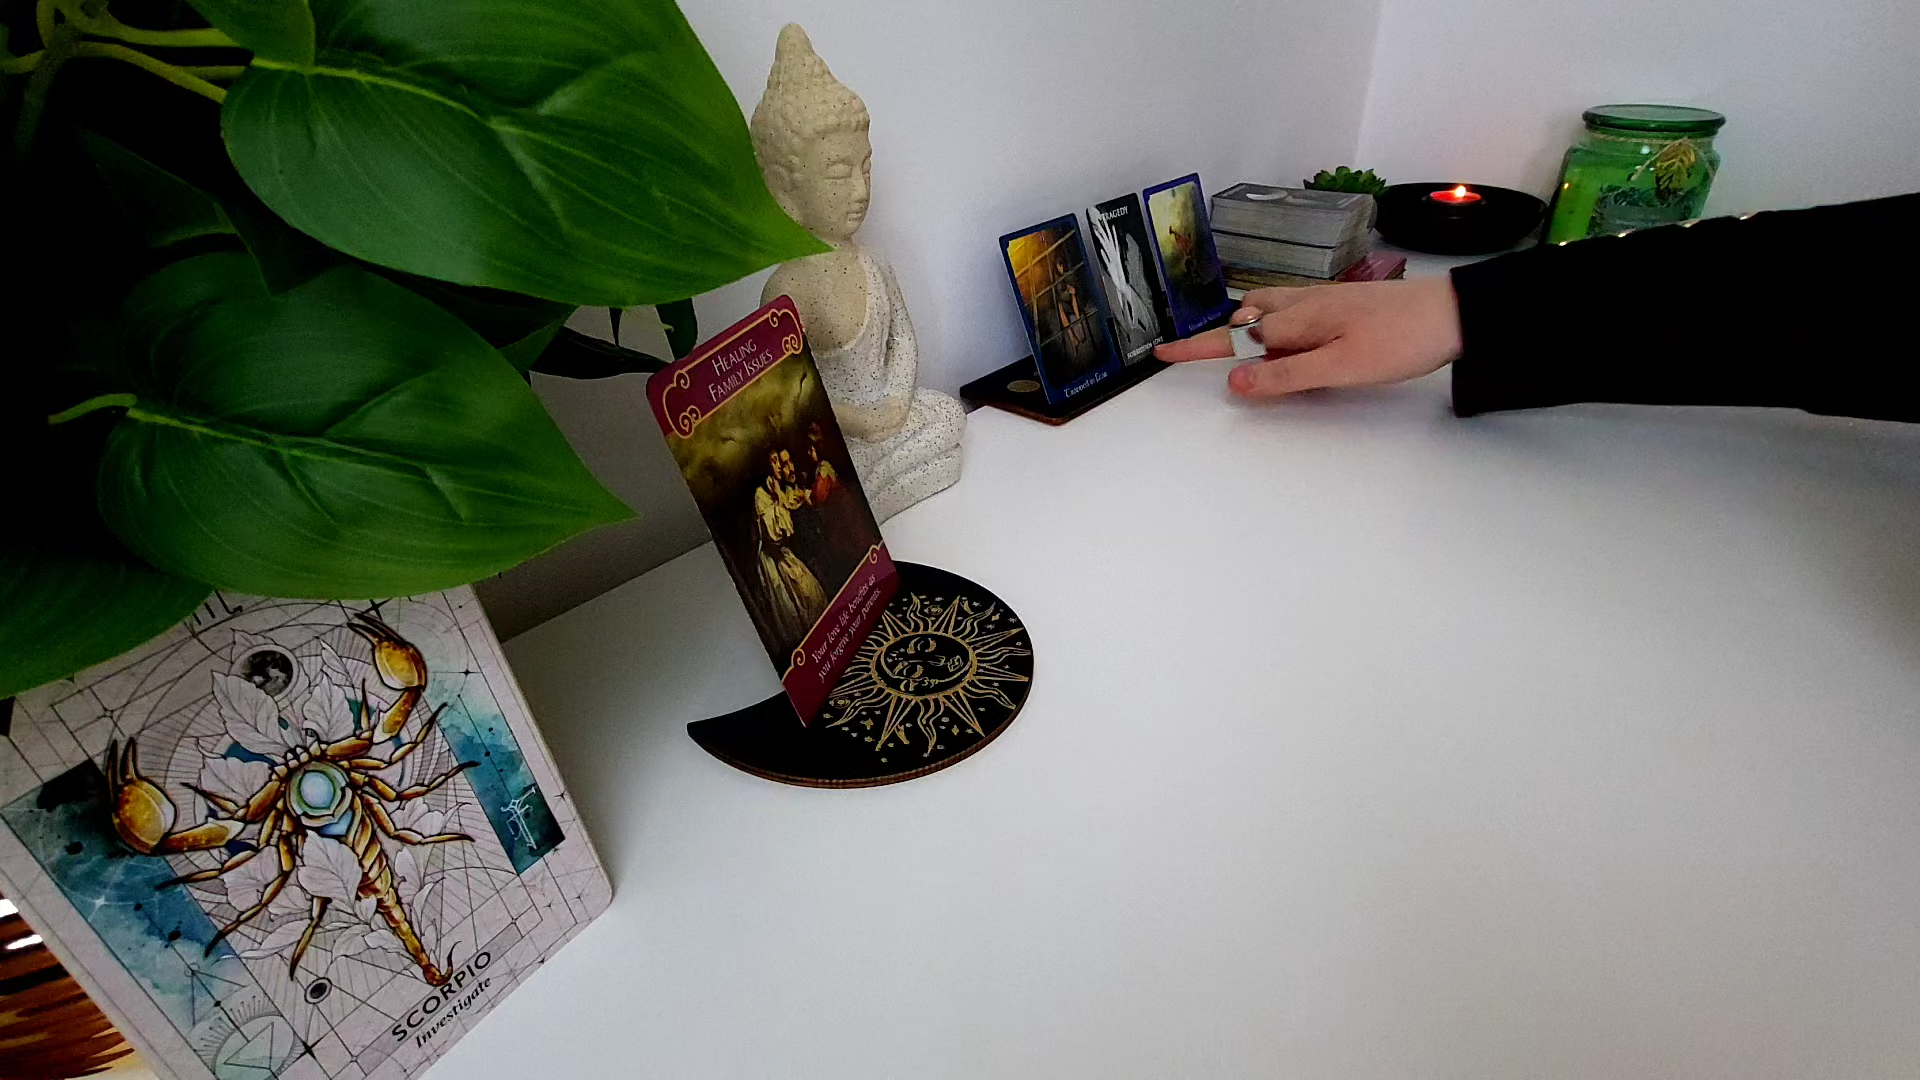 HEALING
FAMILY ISSUES
Your love life benefits as
you forgive your parents.
TRAGEDY
FORBIDDEN LOVE
Trapped in Fear
SCORPIO
Investigate